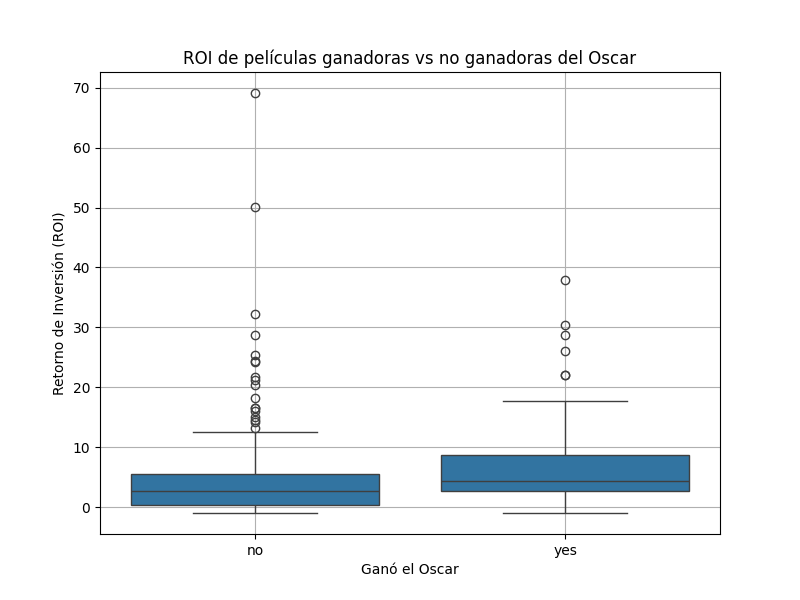 ROI de películas ganadoras vs no ganadoras del Oscar
70
60
50
40
30
20
10
0
Retorno de Inversión (ROI)
no
yes
Ganó el Oscar